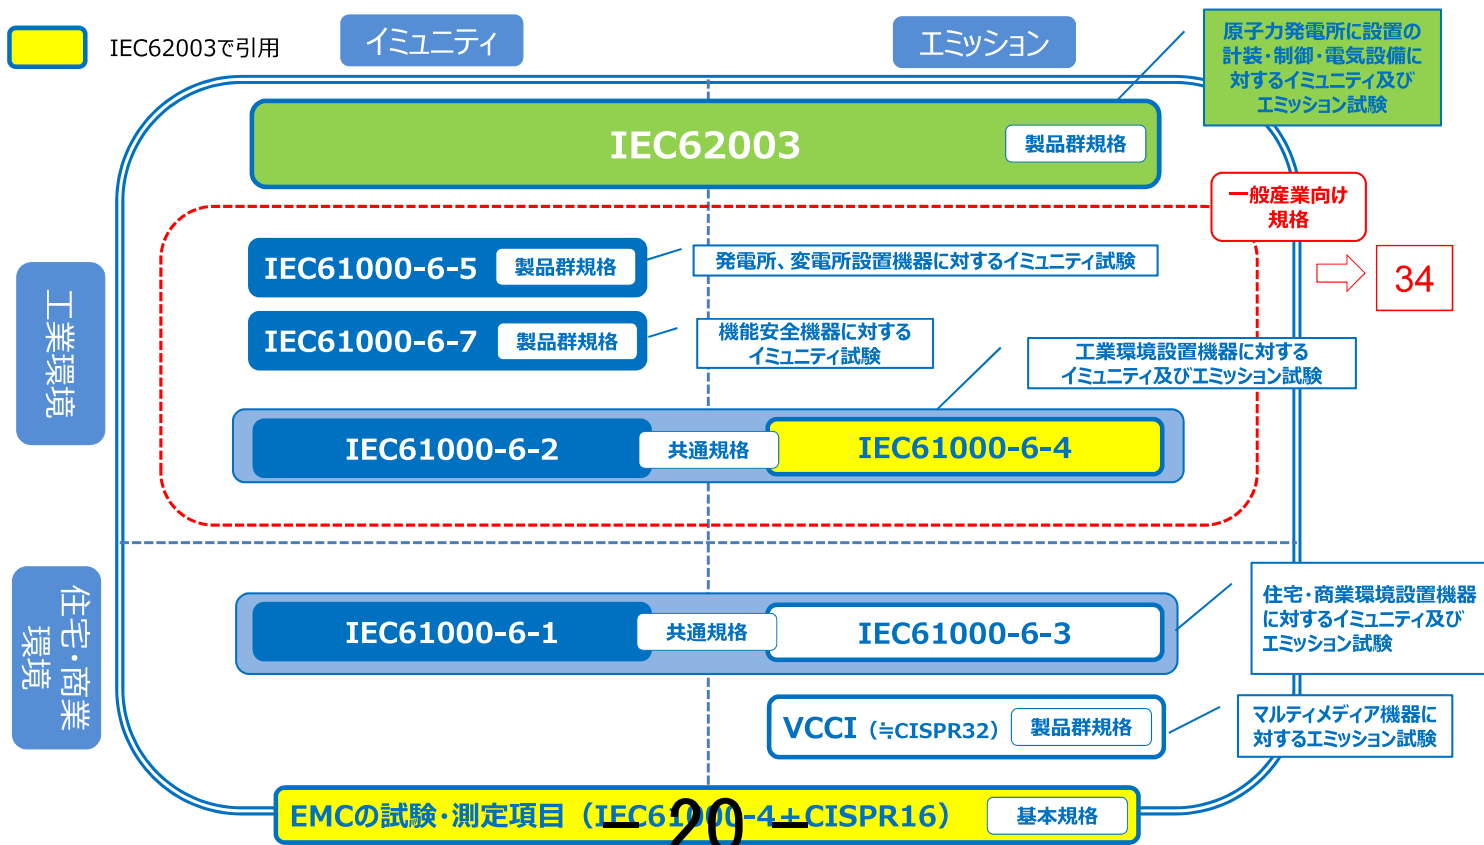 IEC62003で引用
イミュニティ
エミッション
原子力発電所に設置の
計装・制御・電気設備に
対するイミュニティ及び
エミッション試験
IEC62003
製品群規格
一般産業向け
規格
IEC61000-6-5
製品群規格
発電所、変電所設置機器に対するイミュニティ試験
34
工業環境
IEC61000-6-7
製品群規格
機能安全機器に対する
イミュニティ試験
工業環境設置機器に対する
イミュニティ及びエミッション試験
IEC61000-6-2
共通規格
IEC61000-6-4
住宅・商業
環境
IEC61000-6-1
共通規格
IEC61000-6-3
住宅・商業環境設置機器
に対するイミュニティ及び
エミッション試験
VCCI（≒CISPR32）
製品群規格
マルチメディア機器に
対するエミッション試験
EMCの試験・測定項目（IEC61000-4+CISPR16）
基本規格
- 20 -